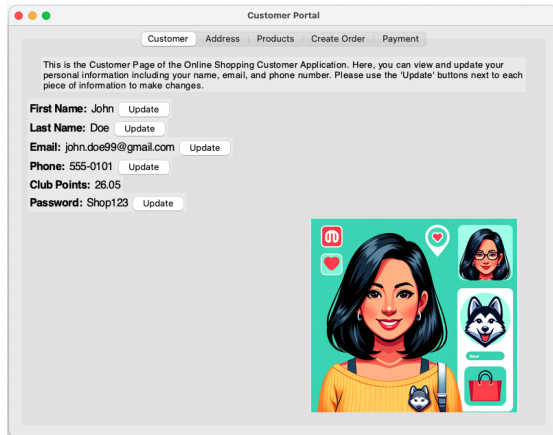 Customer Portal
Customer Address Products Create Order Payment
This is the Customer Page of the Online Shopping Customer Application. Here, you can view and update your
personal information including your name, email, and phone number. Please use the 'Update' buttons next to each
piece of information to make changes.
First Name: John Update
Last Name: Doe Update
Email: john.doe99@gmail.com Update
Phone: 555-0101 Update
Club Points: 26.05
Password: Shop123 Update